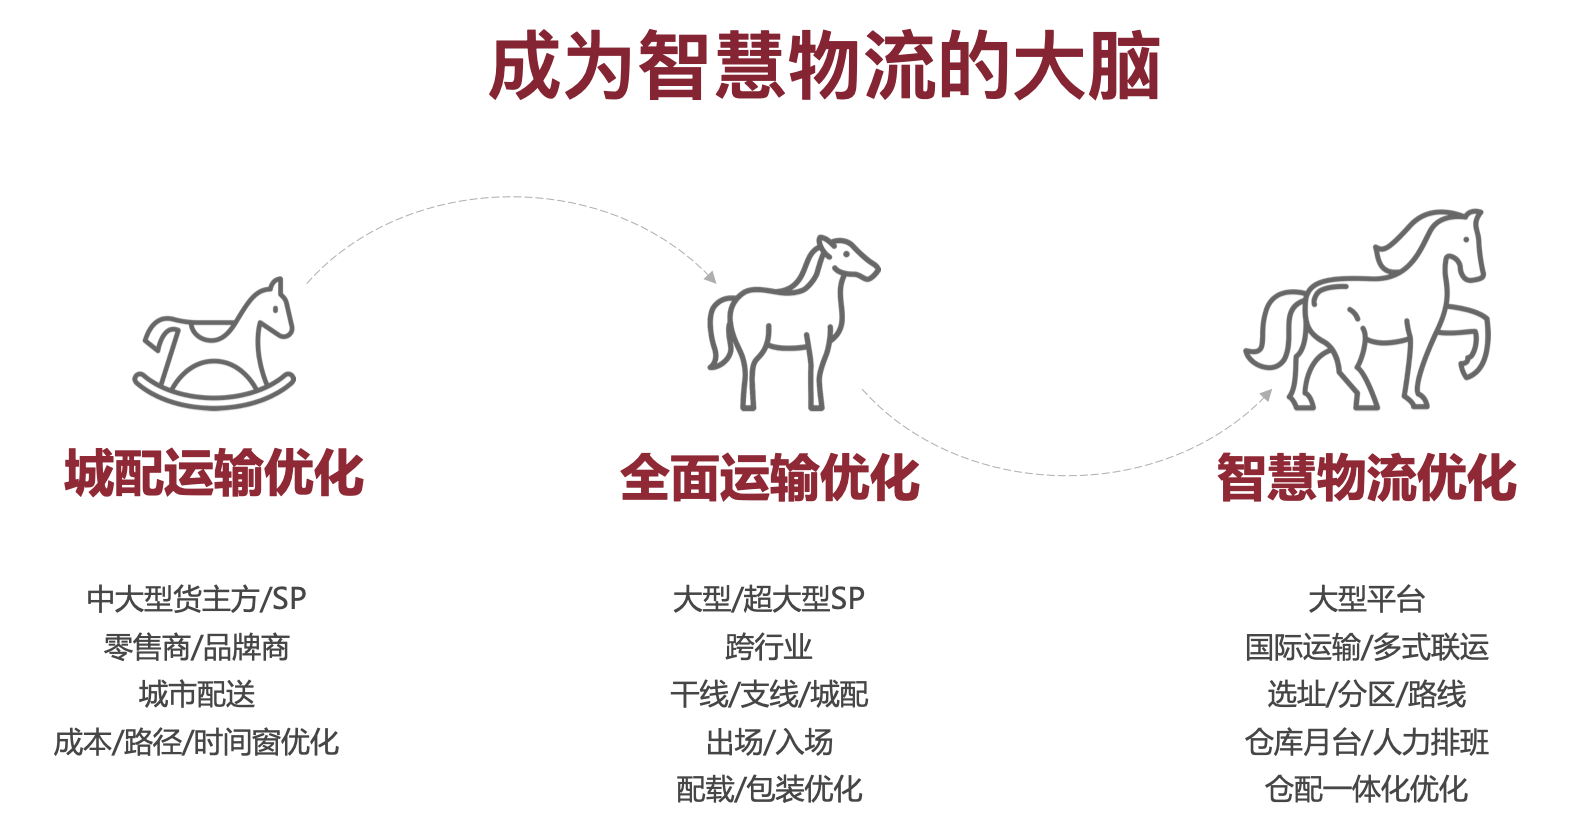 成为智慧物流的大脑
城配运输优化
中大型货主方/SP
零售商/品牌商
城市配送
成本/路径/时间窗优化
全面运输优化
大型/超大型SP
跨行业
干线/支线/城配
出场/入场
配载/包装优化
智慧物流优化
大型平台
国际运输/多式联运
选址/分区/路线
仓库月台/人力排班
仓配一体化优化